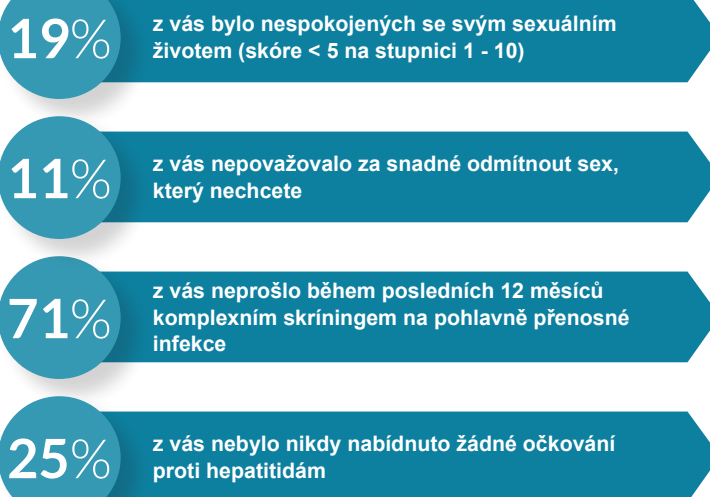 19%
z vás bylo nespokojených se svým sexuálním
životem (skóre < 5 na stupnici 1 - 10)
11%
z vás nepovažovalo za snadné odmítnout sex,
který nechcete
71%
z vás neprošlo během posledních 12 měsíců
komplexním skríningem na pohlavně přenosné
infekce
25%
z vás nebylo nikdy nabídnuto žádné očkování
proti hepatitidám